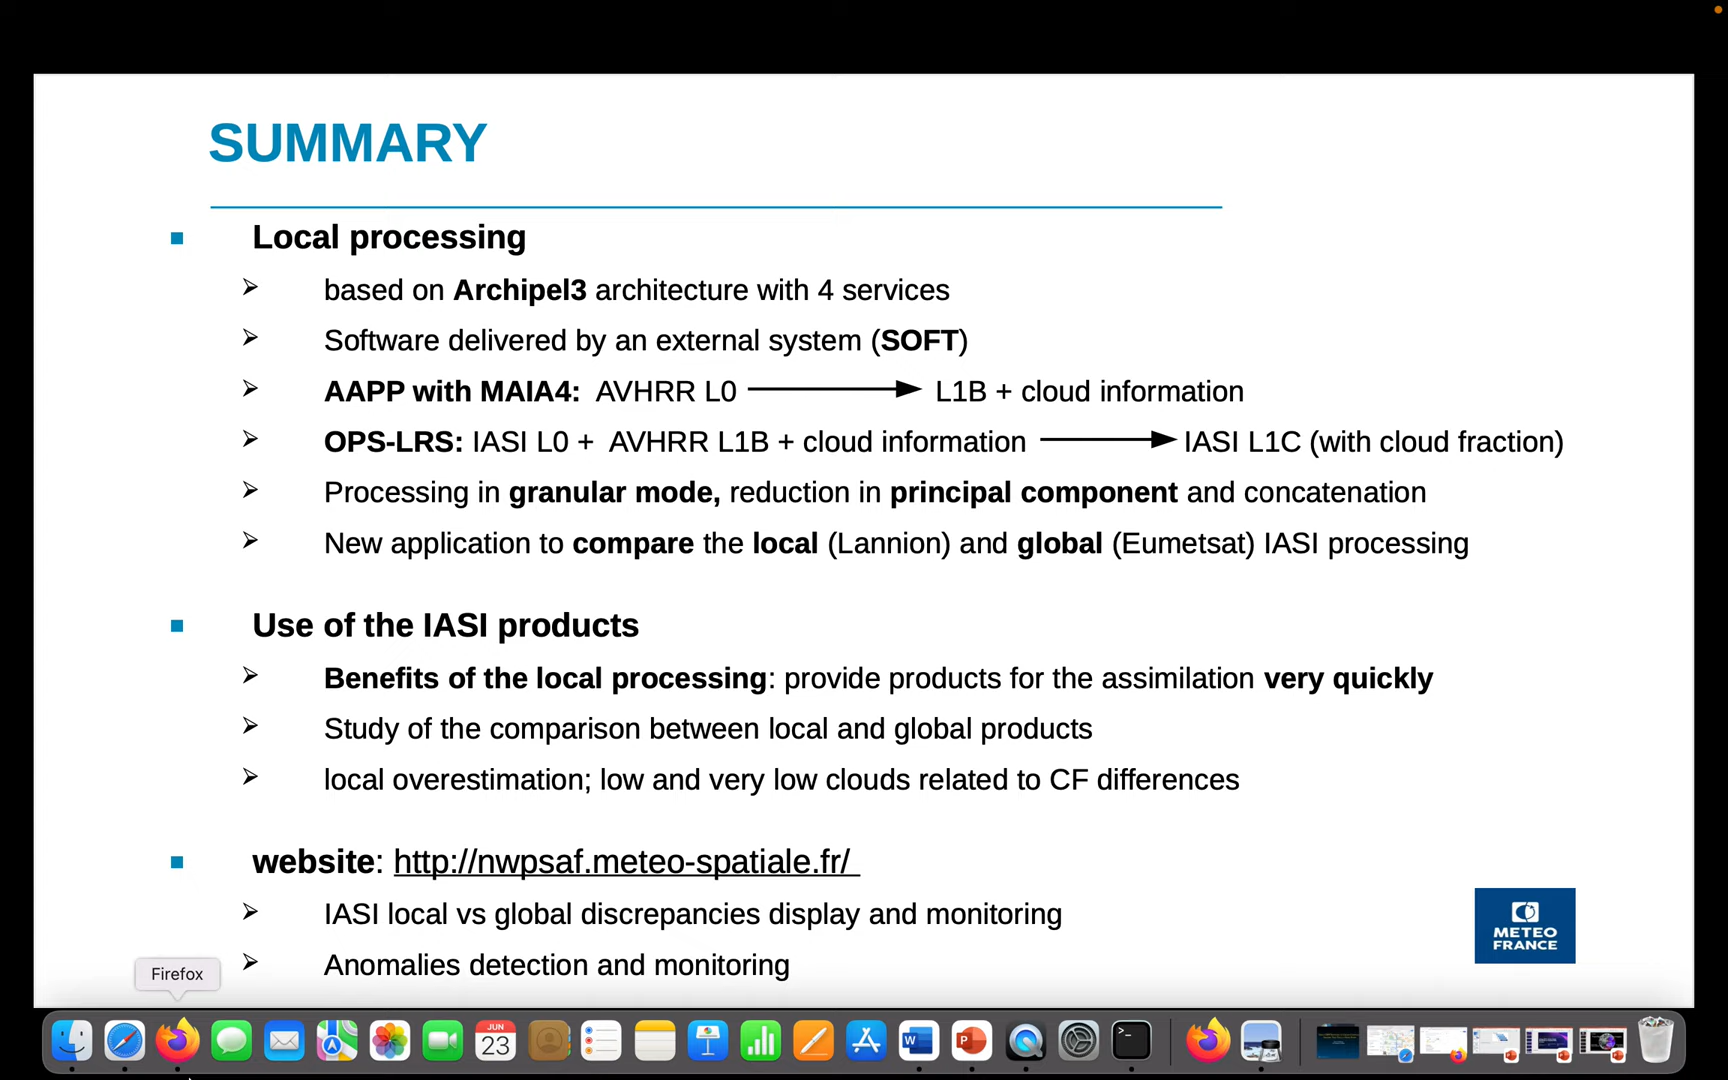 SUMMARY
Local processing
based on Archipel3 architecture with 4 services
Software delivered by an external system (SOFT)
AAPP with MAIA4: AVHRR L0 L1B + cloud information
OPS-LRS: IASI L0 + AVHRR L1B + cloud information IASI L1C (with cloud fraction)
Processing in granular mode, reduction in principal component and concatenation
New application to compare the local (Lannion) and global (Eumetsat) IASI processing
Use of the IASI products
Benefits of the local processing: provide products for the assimilation very quickly
Study of the comparison between local and global products
local overestimation; low and very low clouds related to CF differences
website: http://nwpsaf.meteo-spatiale.fr/
IASI local vs global discrepancies display and monitoring
METEO
FRANCE
Anomalies detection and monitoring
Firefox
JUN
23